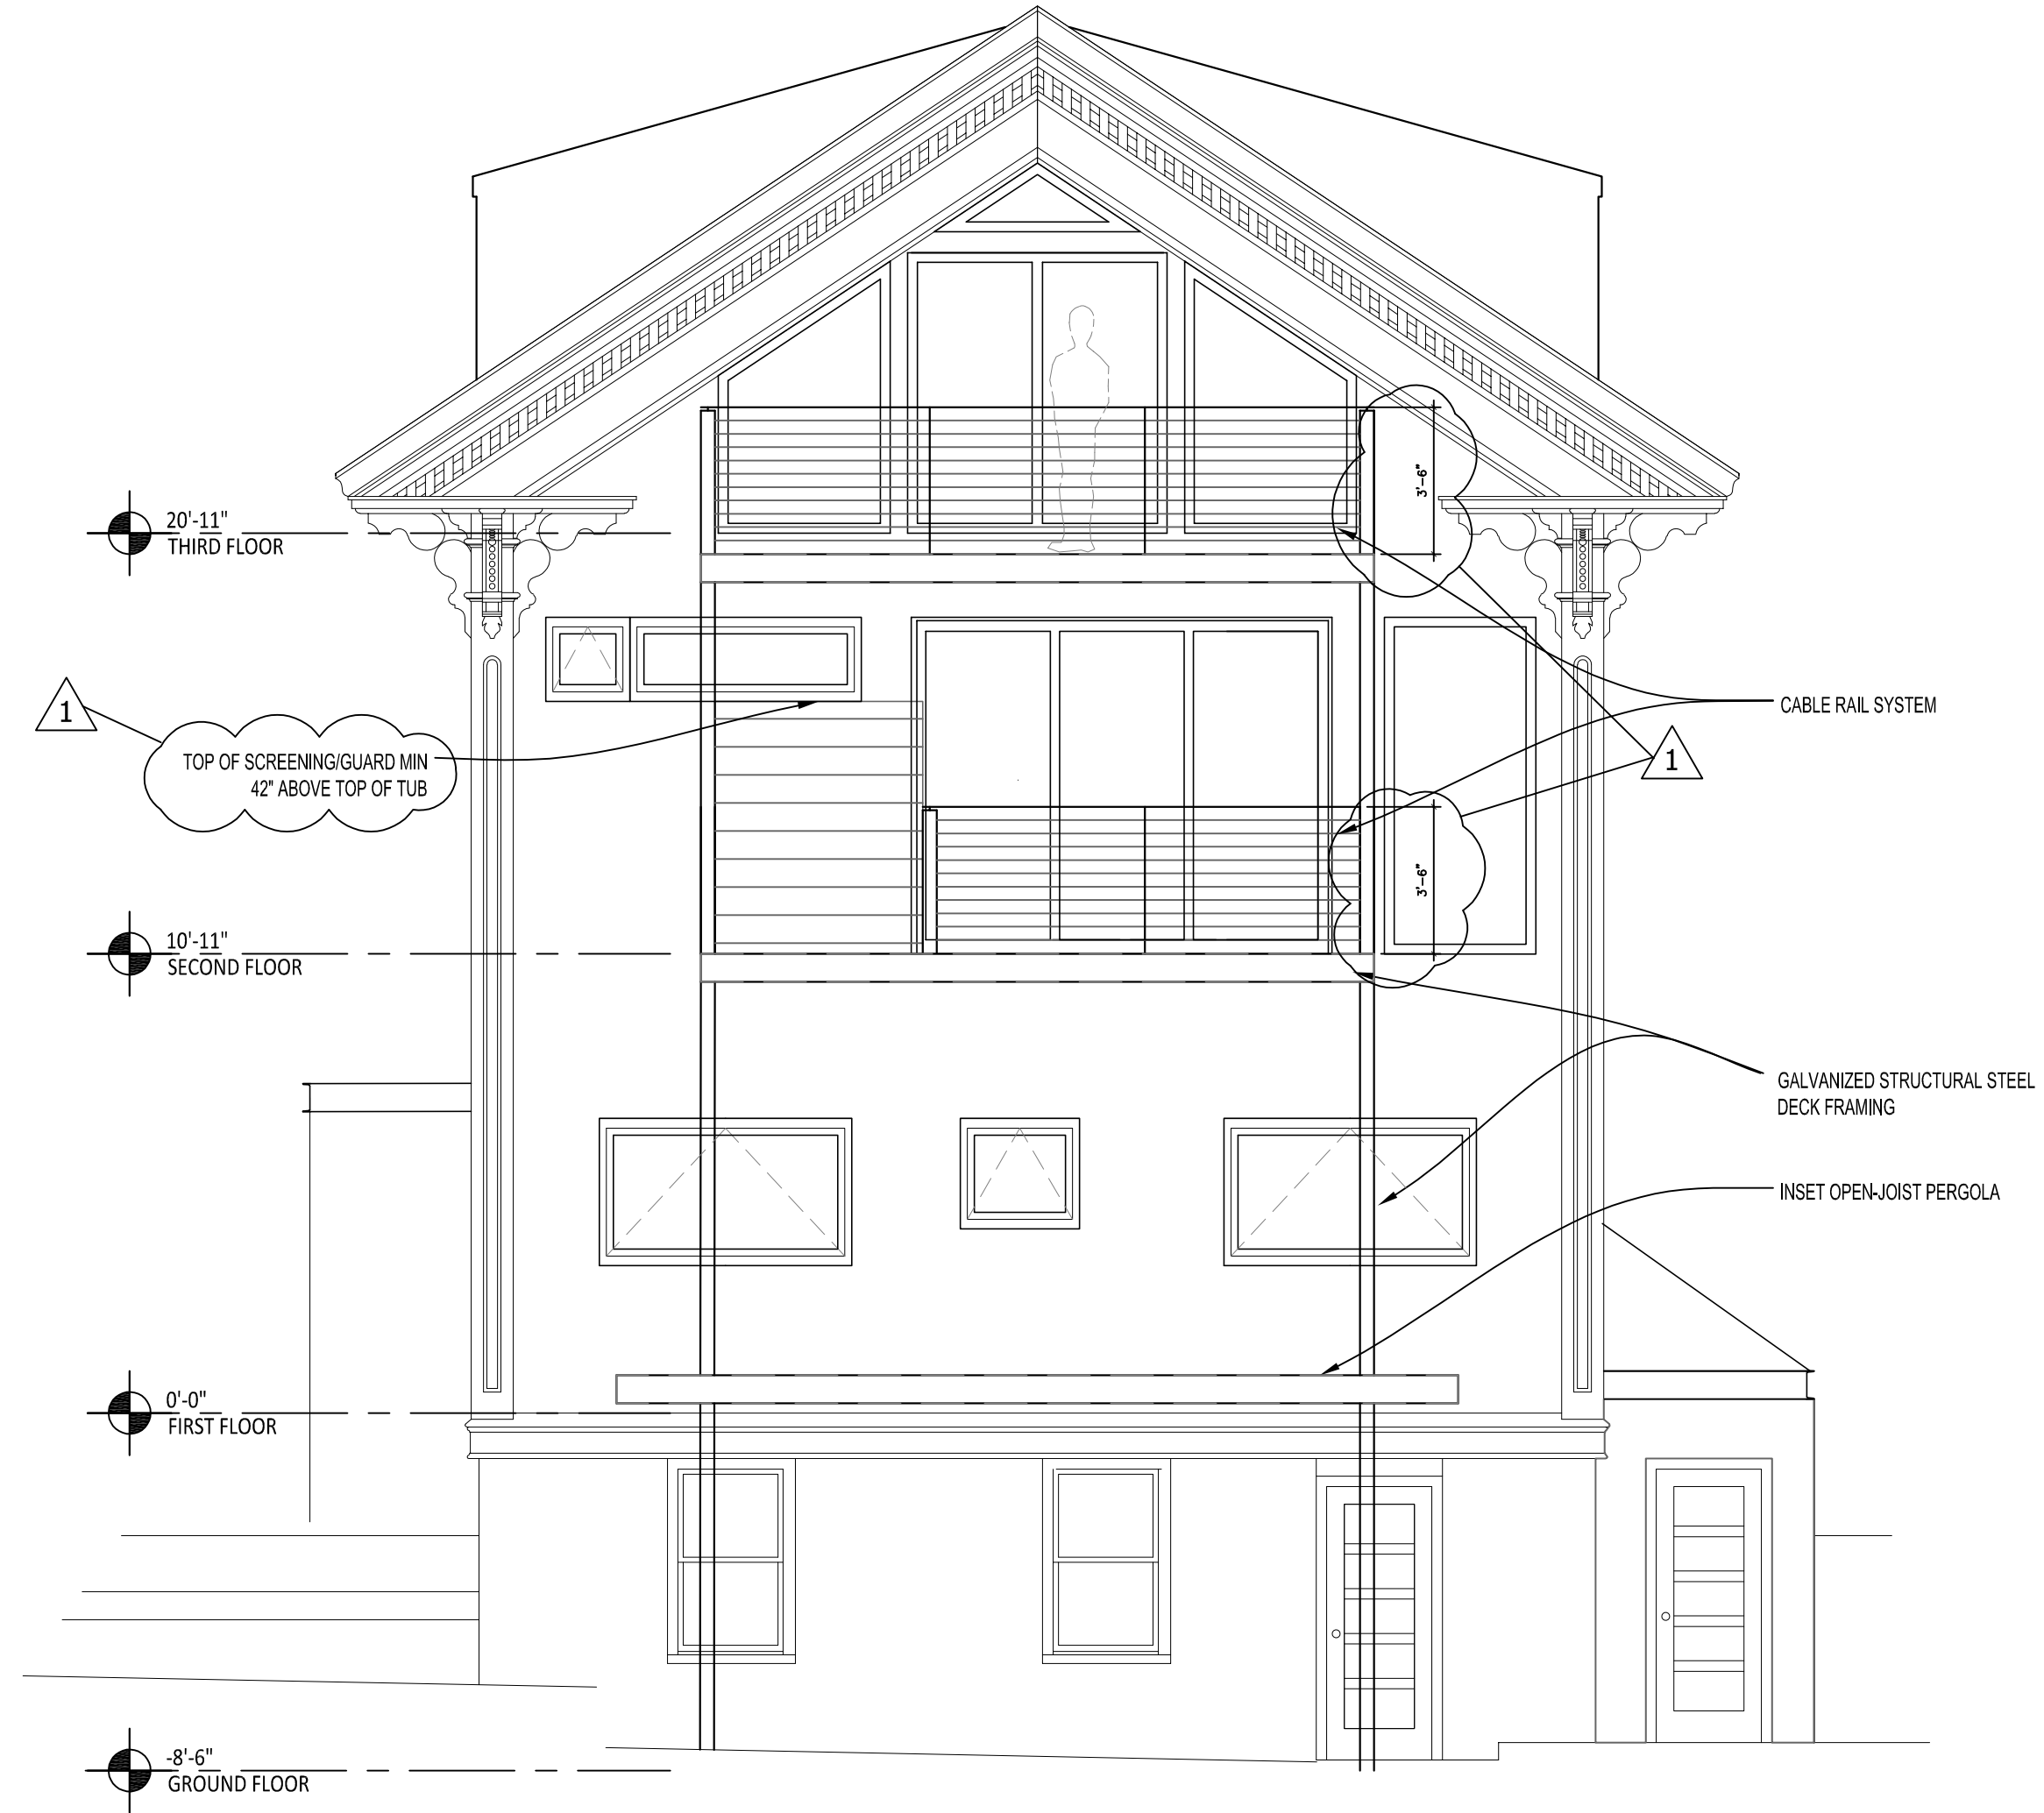 20'-11"
THIRD FLOOR
3'-6"
1
TOP OF SCREENING/GUARD MIN
42" ABOVE TOP OF TUB
CABLE RAIL SYSTEM
1
3'-6"
10'-11"
SECOND FLOOR
GALVANIZED STRUCTURAL STEEL
DECK FRAMING
INSET OPEN-JOIST PERGOLA
0'-0"
FIRST FLOOR
-8'-6"
GROUND FLOOR